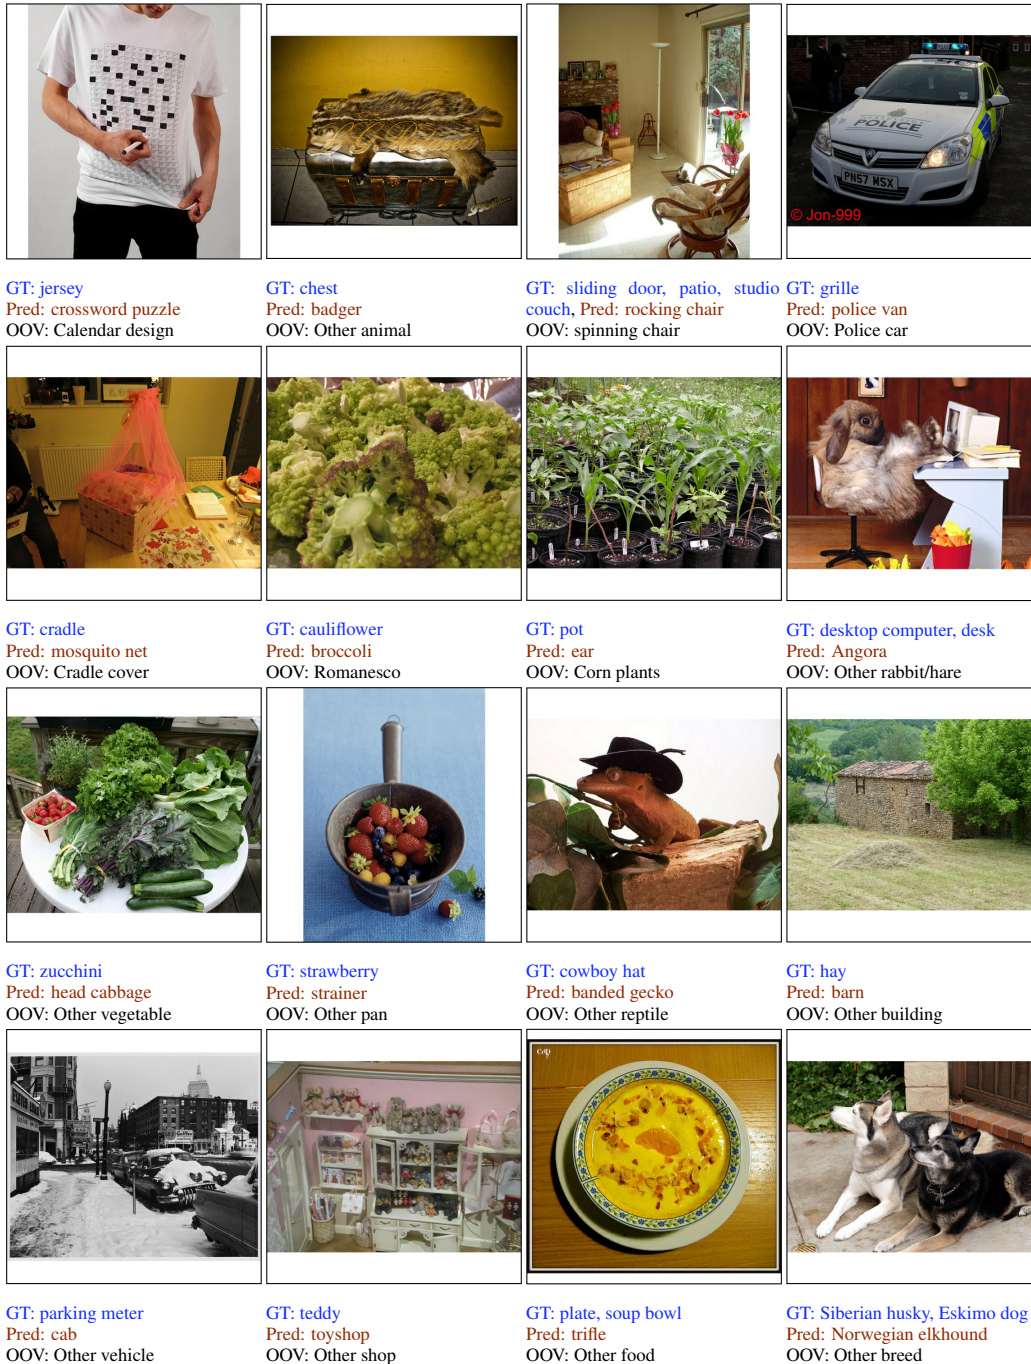 POLICE
PN57 MSX
© Jon-999
GT: jersey
Pred: crossword puzzle
OOV: Calendar design
GT: chest
Pred: badger
OOV: Other animal
GT: sliding door, patio, studio
couch, Pred: rocking chair
OOV: spinning chair
GT: grille
Pred: police van
OOV: Police car
GT: cradle
Pred: mosquito net
OOV: Cradle cover
GT: cauliflower
Pred: broccoli
OOV: Romanesco
GT: pot
Pred: ear
OOV: Corn plants
GT: desktop computer, desk
Pred: Angora
OOV: Other rabbit/hare
GT: zucchini
Pred: head cabbage
OOV: Other vegetable
GT: strawberry
Pred: strainer
OOV: Other pan
GT: cowboy hat
Pred: banded gecko
OOV: Other reptile
GT: hay
Pred: barn
OOV: Other building
CdD
GT: parking meter
Pred: cab
OOV: Other vehicle
GT: teddy
Pred: toyshop
OOV: Other shop
GT: plate, soup bowl
Pred: trifle
OOV: Other food
GT: Siberian husky, Eskimo dog
Pred: Norwegian elkhound
OOV: Other breed